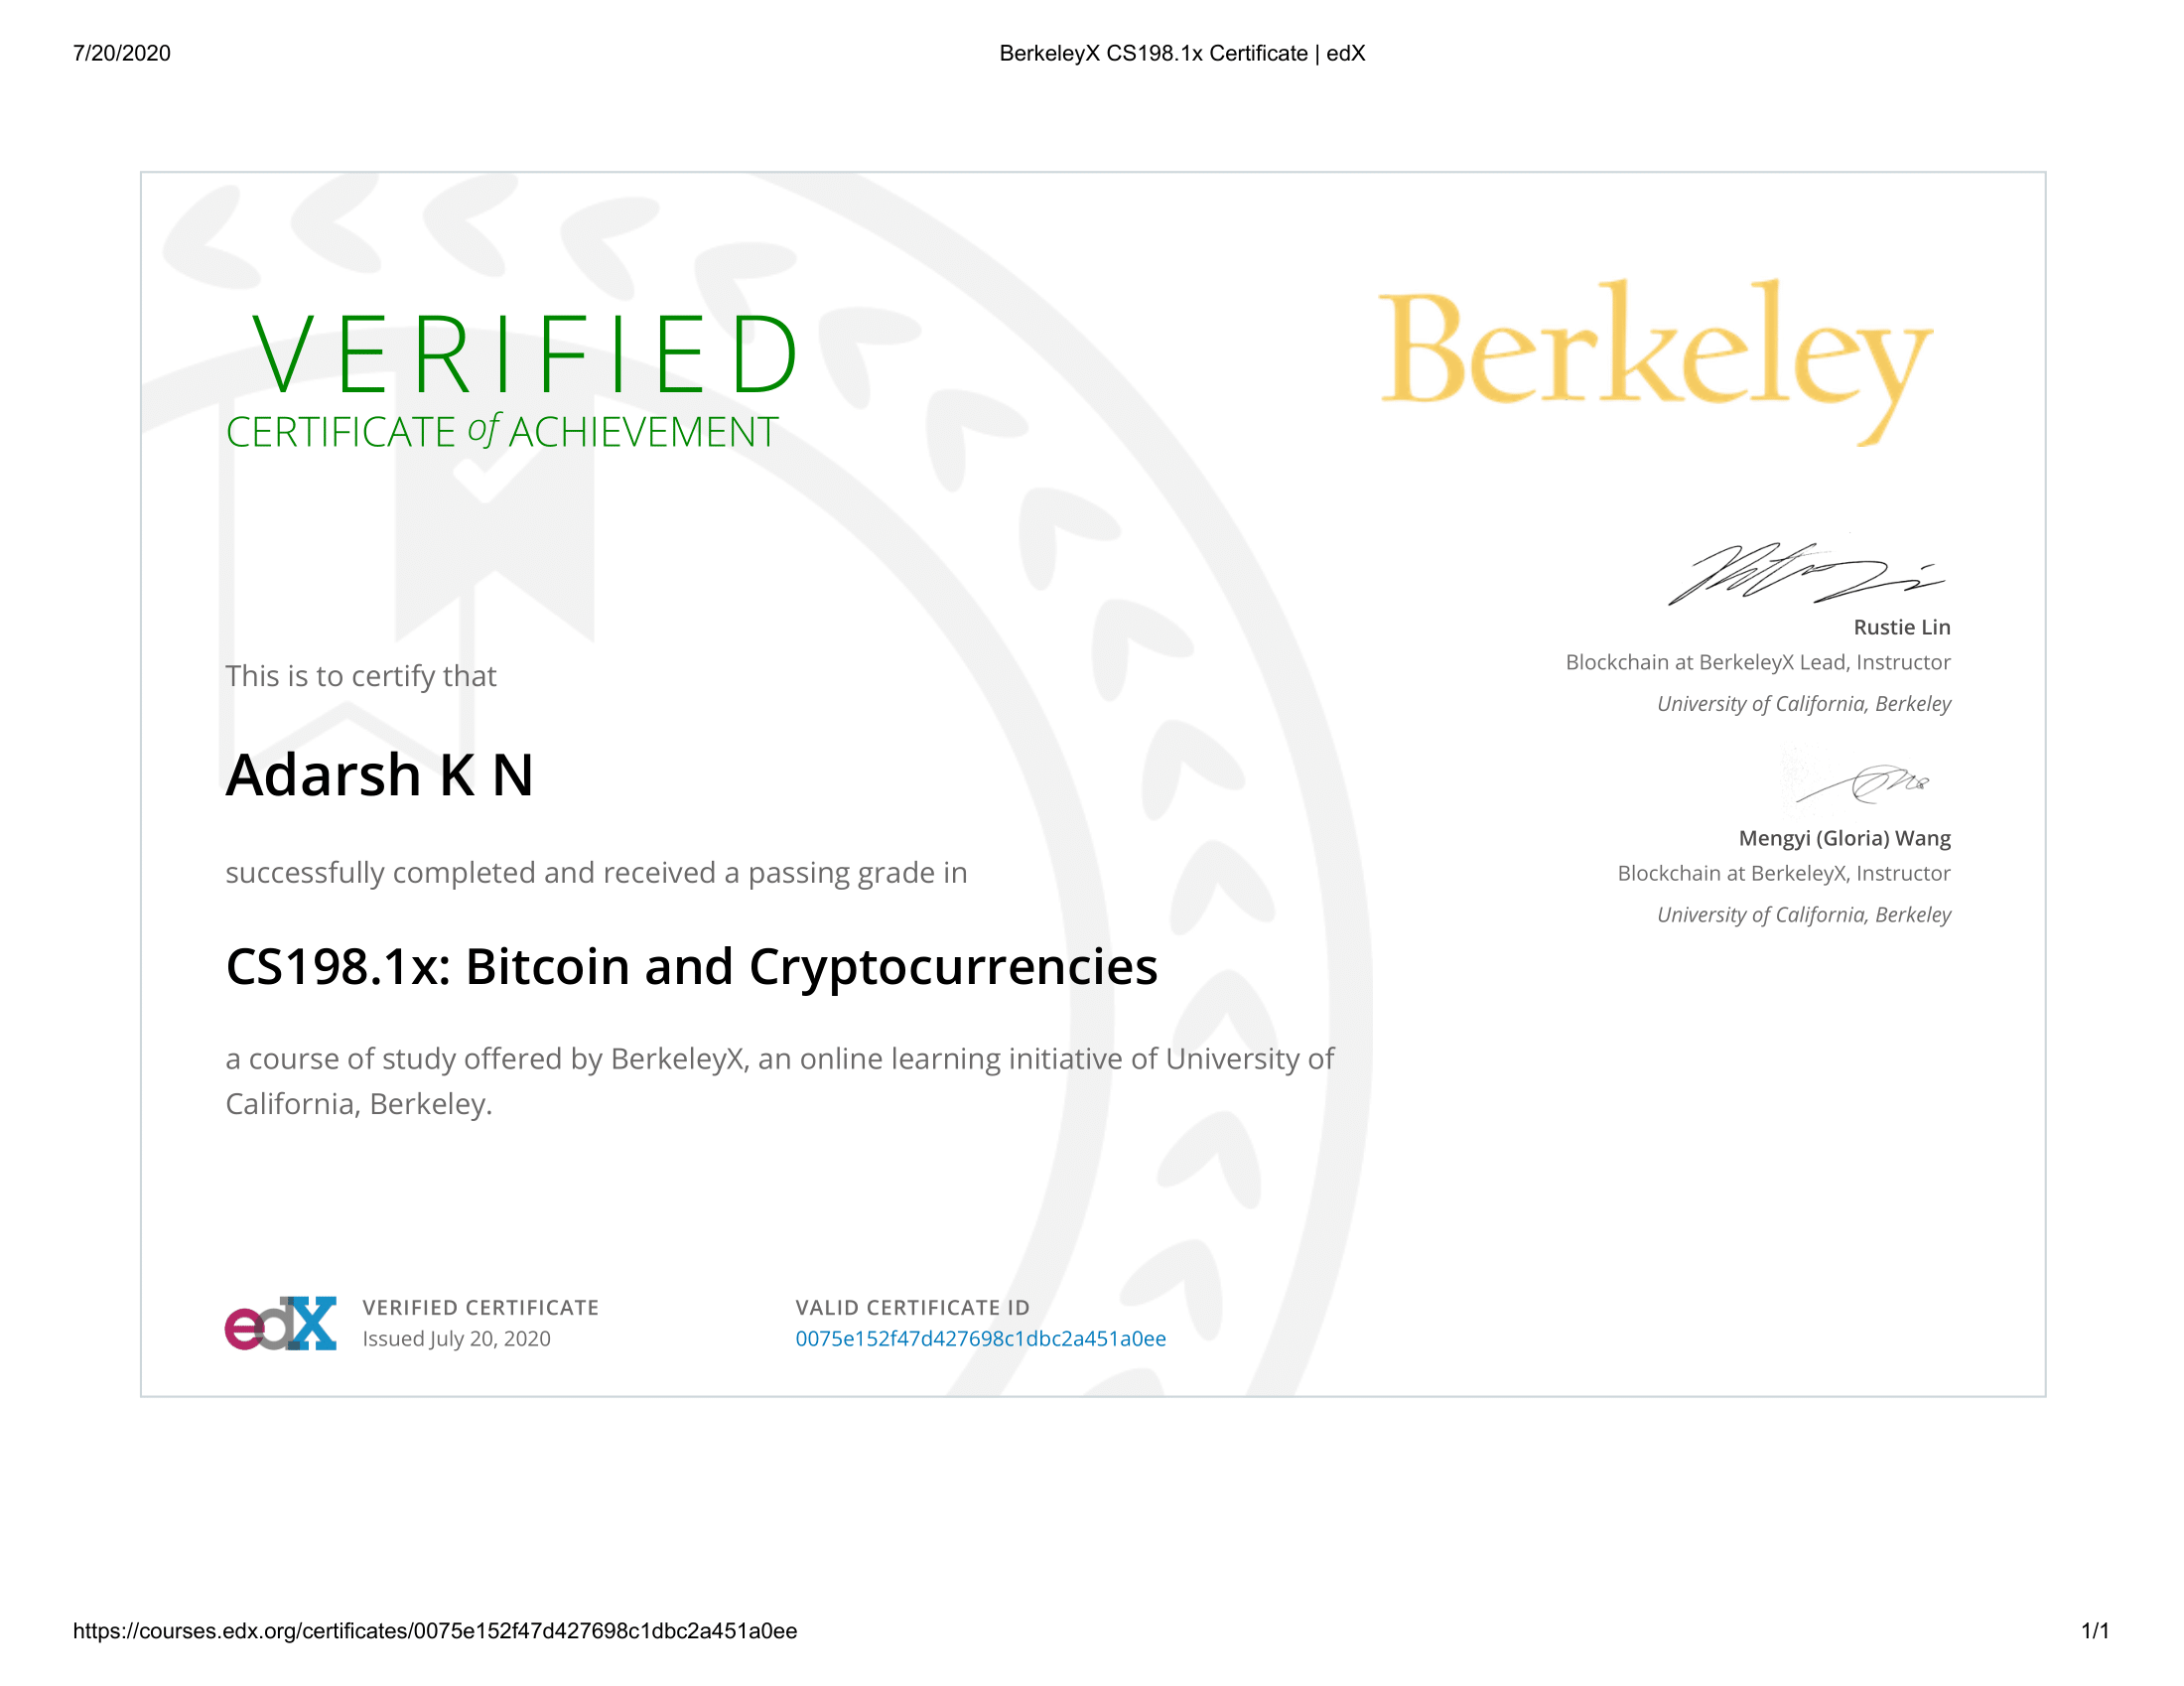 7/20/2020
BerkeleyX CS198.1x Certificate | edX
VERIFIED
CERTIFICATE of ACHIEVEMENT
Berkeley
This is to certify that
Adarsh K N
successfully completed and received a passing grade in
CS198.1x: Bitcoin and Cryptocurrencies
a course of study offered by BerkeleyX, an online learning initiative of University of
California, Berkeley.
Rustie Lin
Blockchain at BerkeleyX Lead, Instructor
University of California, Berkeley
Mengyi (Gloria) Wang
Blockchain at BerkeleyX, Instructor
University of California, Berkeley
edX
VERIFIED CERTIFICATE
Issued July 20, 2020
VALID CERTIFICATE ID
0075e152f47d427698c1dbc2a451a0ee
https://courses.edx.org/certificates/0075e152f47d427698c1dbc2a451a0ee
1/1